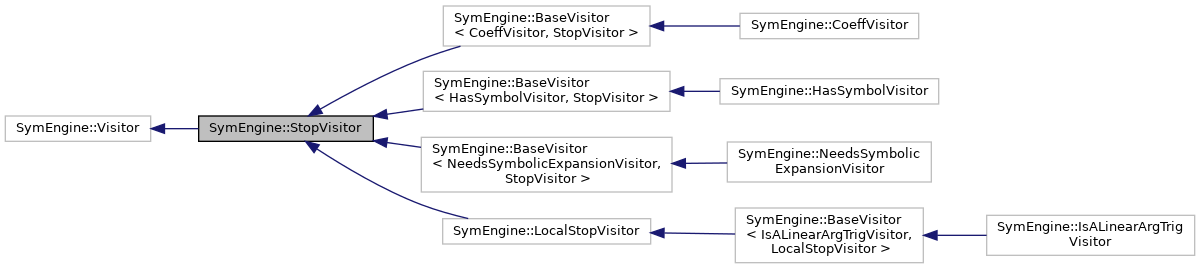 SymEngine::BaseVisitor
< CoeffVisitor, StopVisitor >
SymEngine::CoeffVisitor
SymEngine::BaseVisitor
< HasSymbolVisitor, StopVisitor >
SymEngine::HasSymbolVisitor
SymEngine::Visitor
SymEngine::StopVisitor
SymEngine::BaseVisitor
< NeedsSymbolicExpansionVisitor,
StopVisitor >
SymEngine::NeedsSymbolic
ExpansionVisitor
SymEngine::LocalStopVisitor
SymEngine::BaseVisitor
< IsALinearArgTrigVisitor,
LocalStopVisitor >
SymEngine::IsALinearArgTrig
Visitor